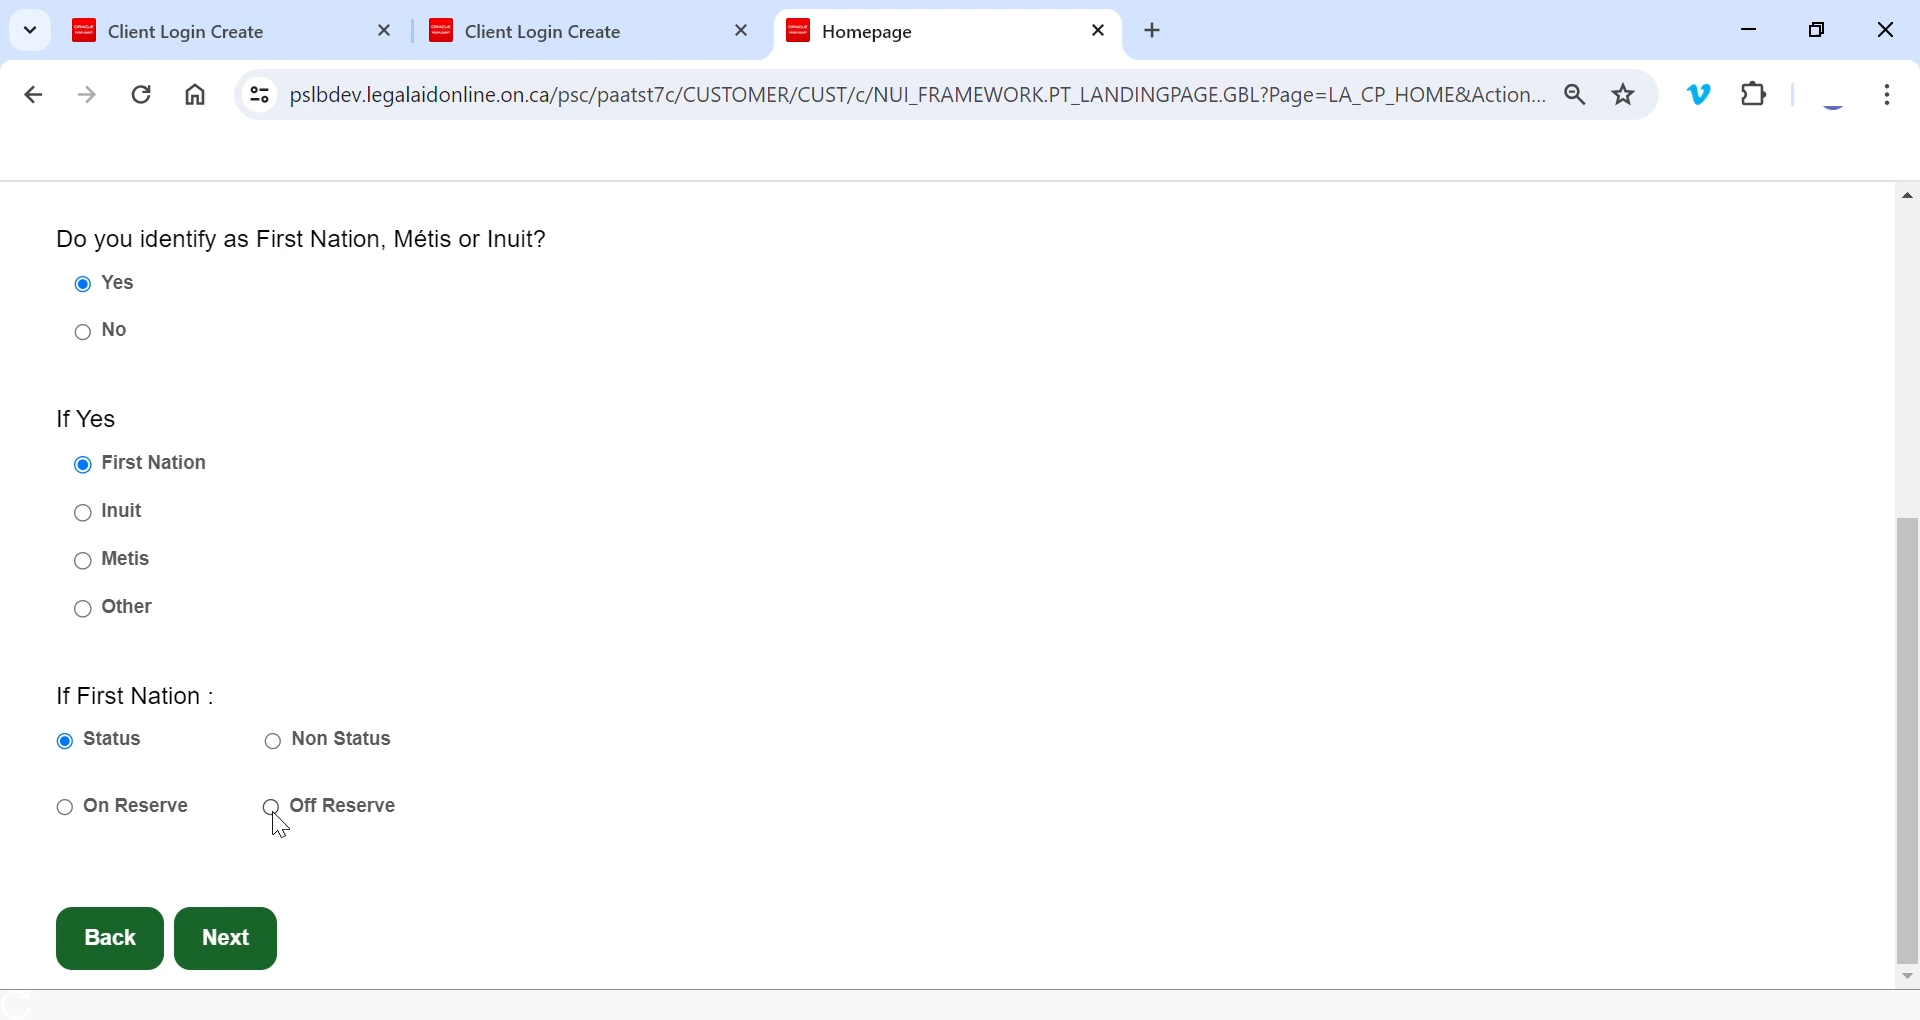 Client Login Create
Client Login Create
Homepage
pslbdev.legalaidonline.on.ca/psc/paatst7c/CUSTOMER/CUST/c/NUI_FRAMEWORK.PT_LANDINGPAGE.GBL?Page=LA_CP_HOME&Action...
Do you identify as First Nation, Métis or Inuit?
Yes
No
If Yes
First Nation
Inuit
Metis
Other
If First Nation :
Status Non Status
On Reserve Off Reserve
Back Next